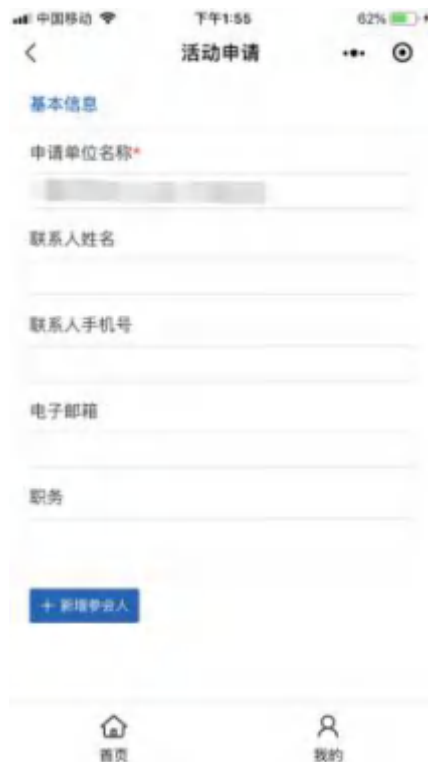 中国移动 下午1:55 62%
活动申请
基本信息
申请单位名称*
联系人姓名
联系人手机号
电子邮箱
职务
+ 新增参会人
首页 我的